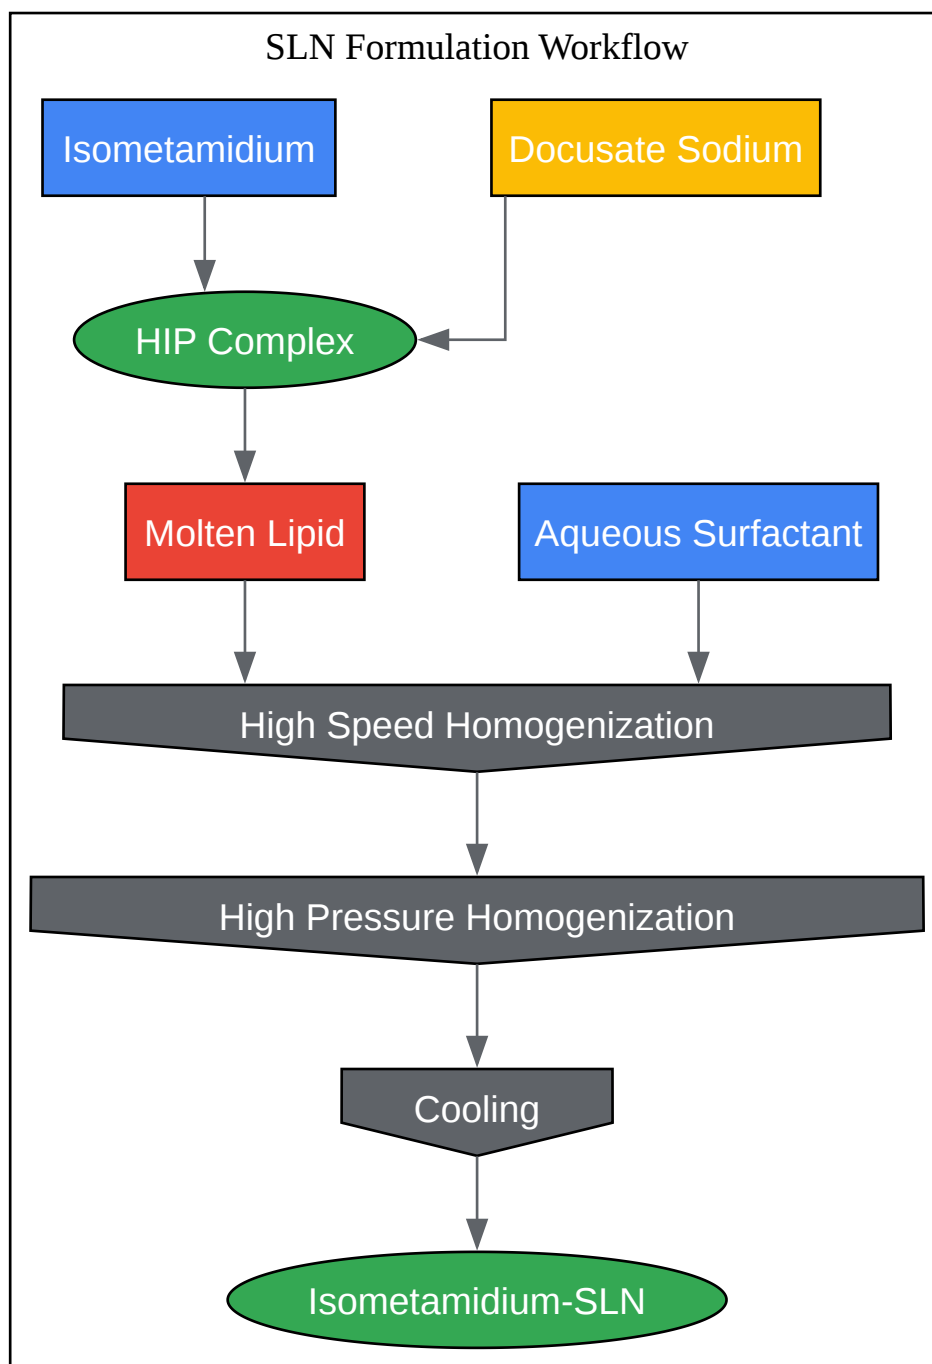 SLN Formulation Workflow
Isometamidium
Docusate Sodium
HIP Complex
Molten Lipid
Aqueous Surfactant
High Speed Homogenization
High Pressure Homogenization
Cooling
Isometamidium-SLN